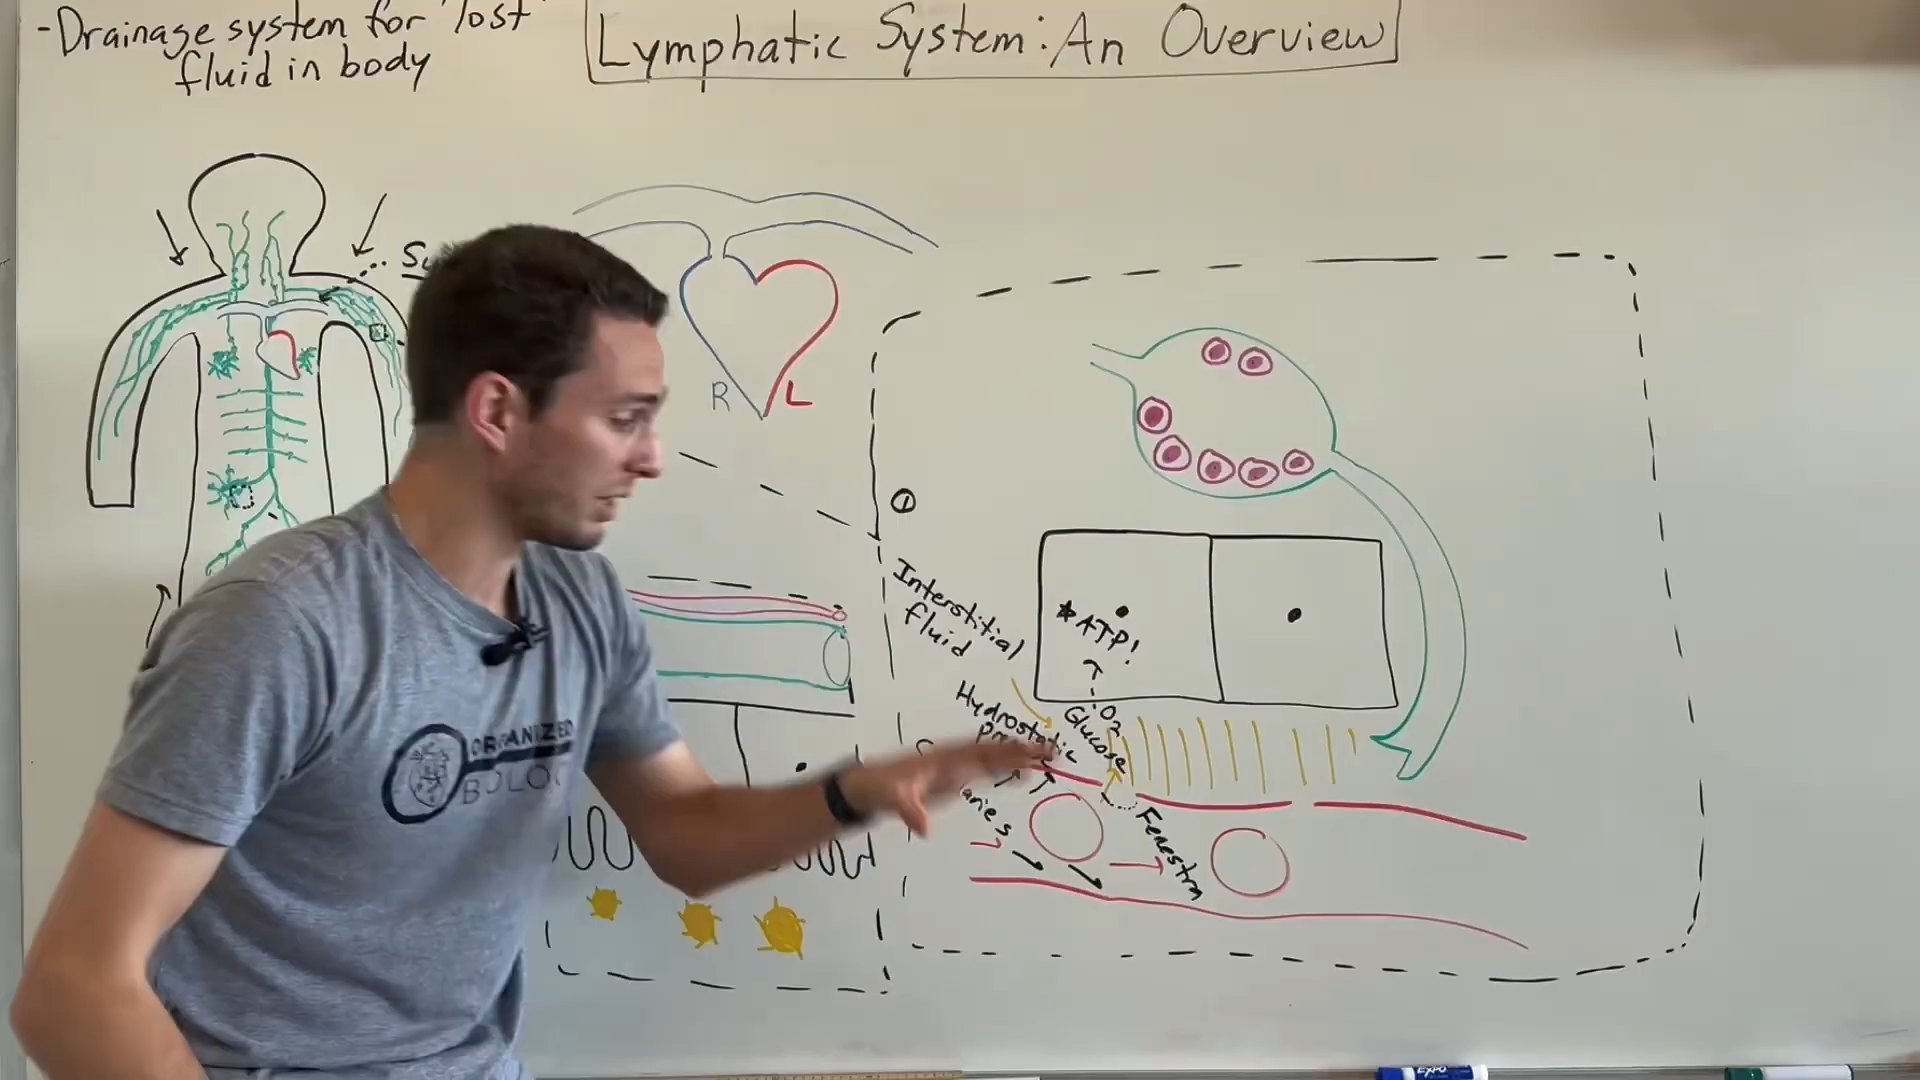 -Drainage system for "lost"
fluid in body
Lymphatic System: An Overview
R
L
①
Interstitial
fluid
ATP!
O2
Glucose
Hydrostatic
Fenestra
ORGANIZED
BIOLOGY
EXPO